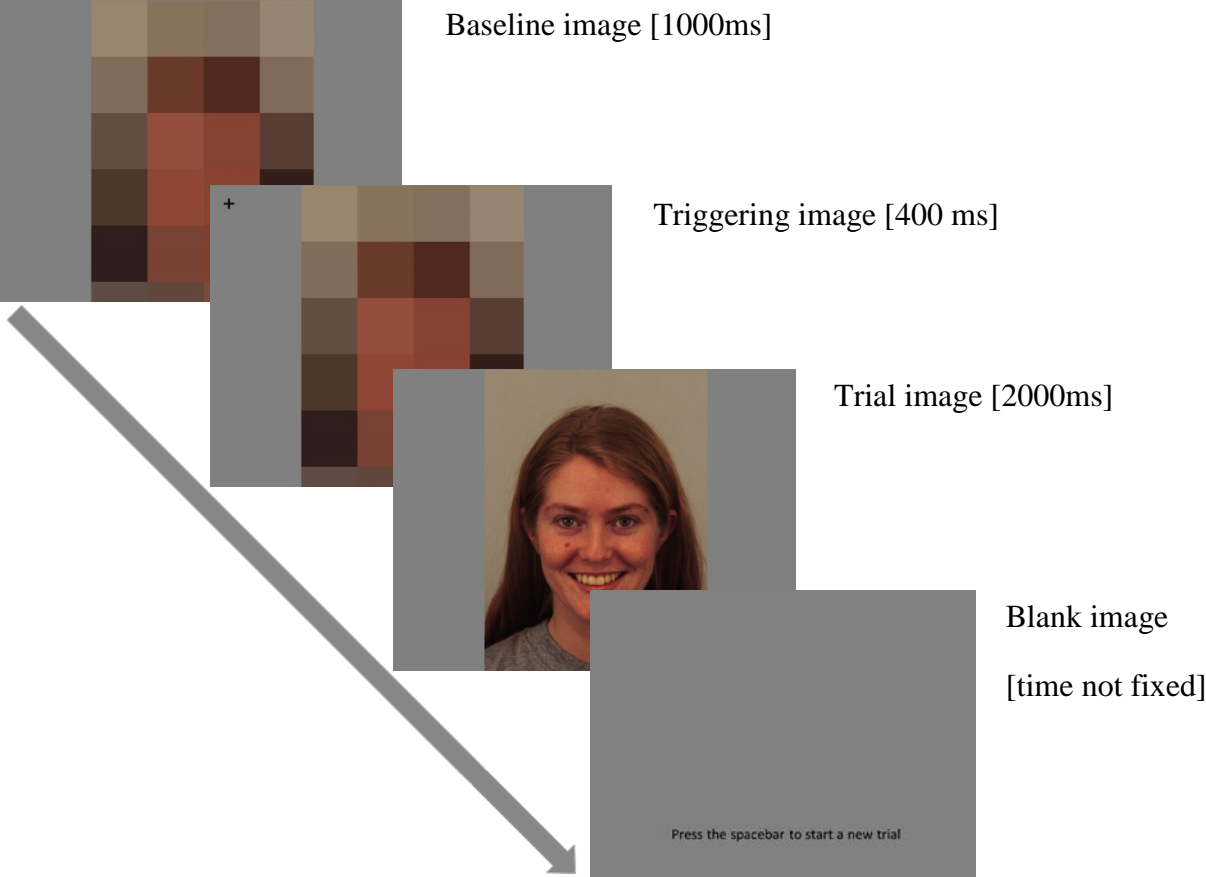 Baseline image [1000ms]
+
Triggering image [400 ms]
Trial image [2000ms]
Blank image
[time not fixed]
Press the spacebar to start a new trial